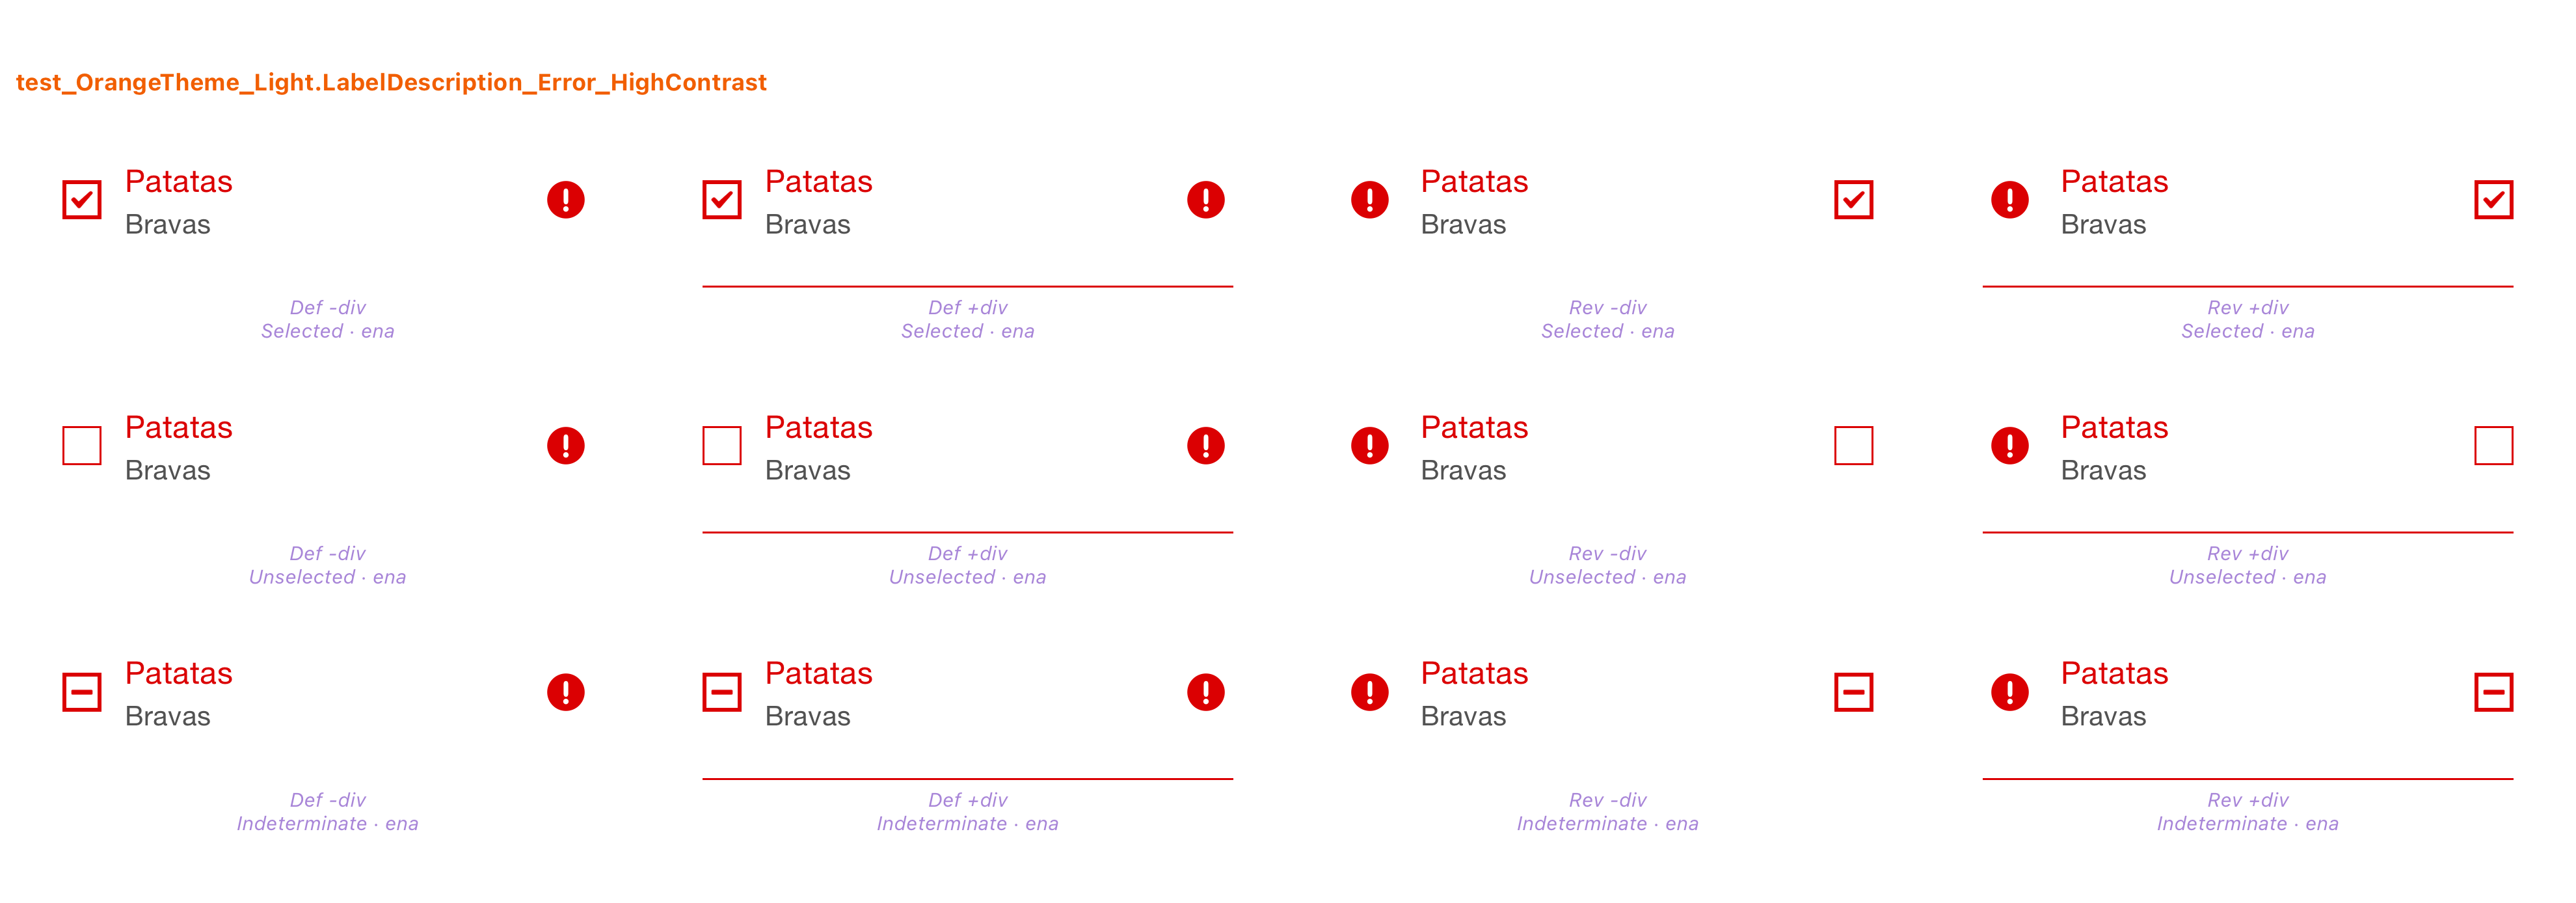 test_OrangeTheme_Light.LabelDescription_Error_HighContrast
Patatas
Bravas
Def -div
Selected · ena
Patatas
Bravas
Def +div
Selected · ena
Patatas
Bravas
Rev -div
Selected · ena
Patatas
Bravas
Rev +div
Selected · ena
Patatas
Bravas
Def -div
Unselected · ena
Patatas
Bravas
Def +div
Unselected · ena
Patatas
Bravas
Rev -div
Unselected · ena
Patatas
Bravas
Rev +div
Unselected · ena
Patatas
Bravas
Def -div
Indeterminate · ena
Patatas
Bravas
Def +div
Indeterminate · ena
Patatas
Bravas
Rev -div
Indeterminate · ena
Patatas
Bravas
Rev +div
Indeterminate · ena